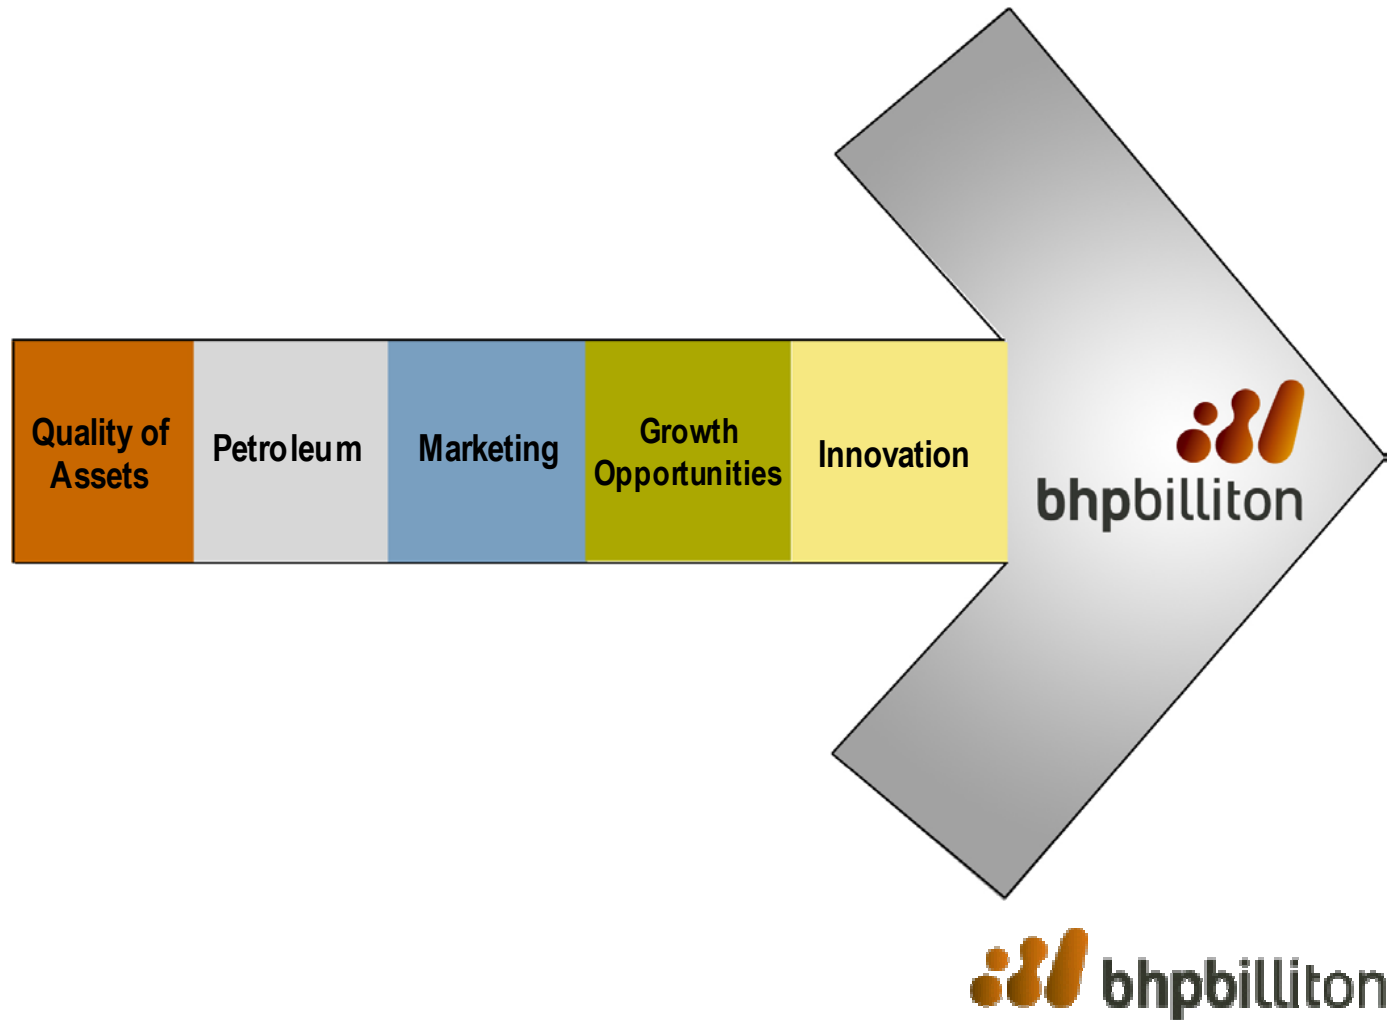 Quality of
Assets
Petroleum
Marketing
Growth
Opportunities
Innovation
bhpbilliton
bhpbilliton